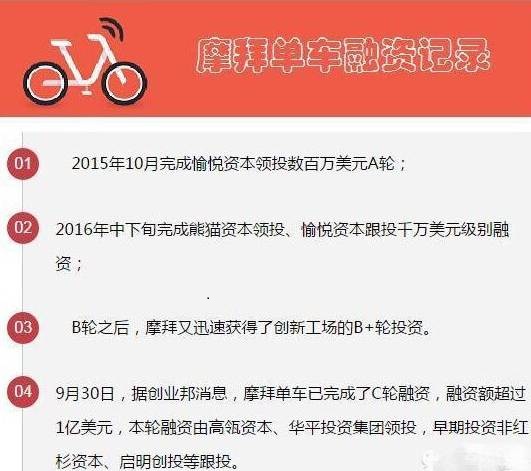 摩拜单车融资记录
01
2015年10月完成愉悦资本领投数百万美元A轮；
02
2016年中下旬完成熊猫资本领投、愉悦资本跟投千万美元级别融
资；
03
B轮之后，摩拜又迅速获得了创新工场的B+轮投资。
04
9月30日，据创业邦消息，摩拜单车已完成了C轮融资，融资额超过
1亿美元，本轮融资由高瓴资本、华平投资集团领投，早期投资非红
杉资本、启明创投等跟投。